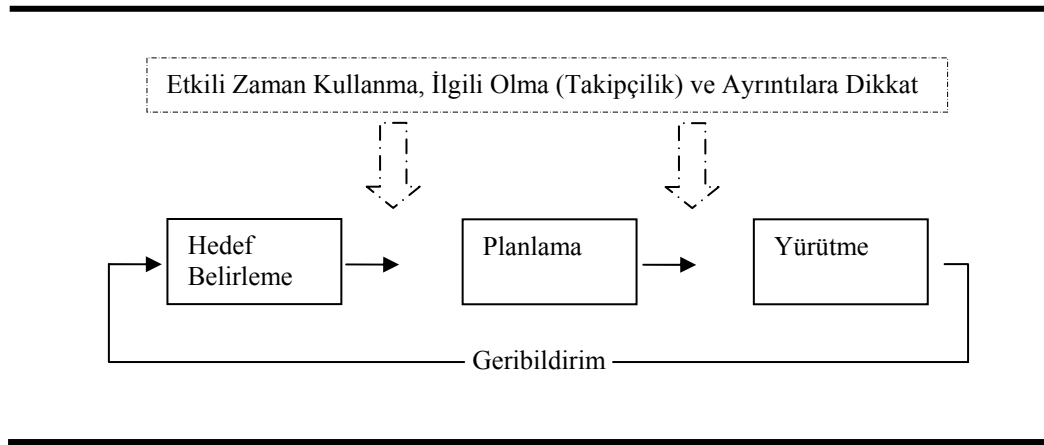 Etkili Zaman Kullanma, İlgili Olma (Takipçilik) ve Ayrıntılara Dikkat
Hedef
Belirleme
Planlama
Yürütme
Geribildirim